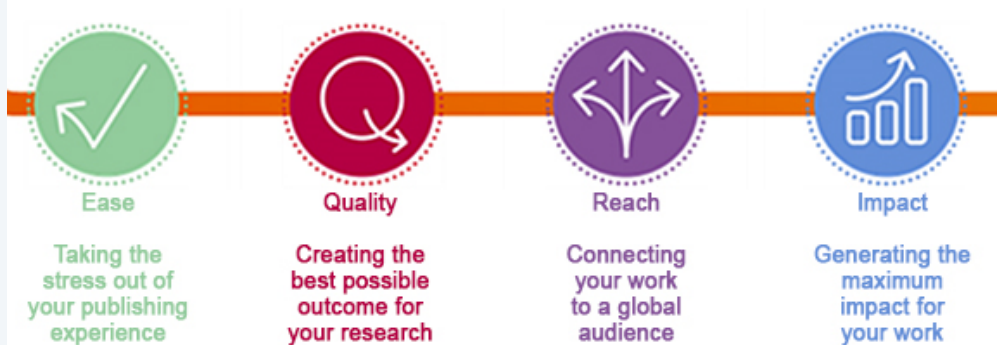 Ease
Taking the
stress out of
your publishing
experience
Quality
Creating the
best possible
outcome for
your research
Reach
Connecting
your work
to a global
audience
Impact
Generating the
maximum
impact for
your work